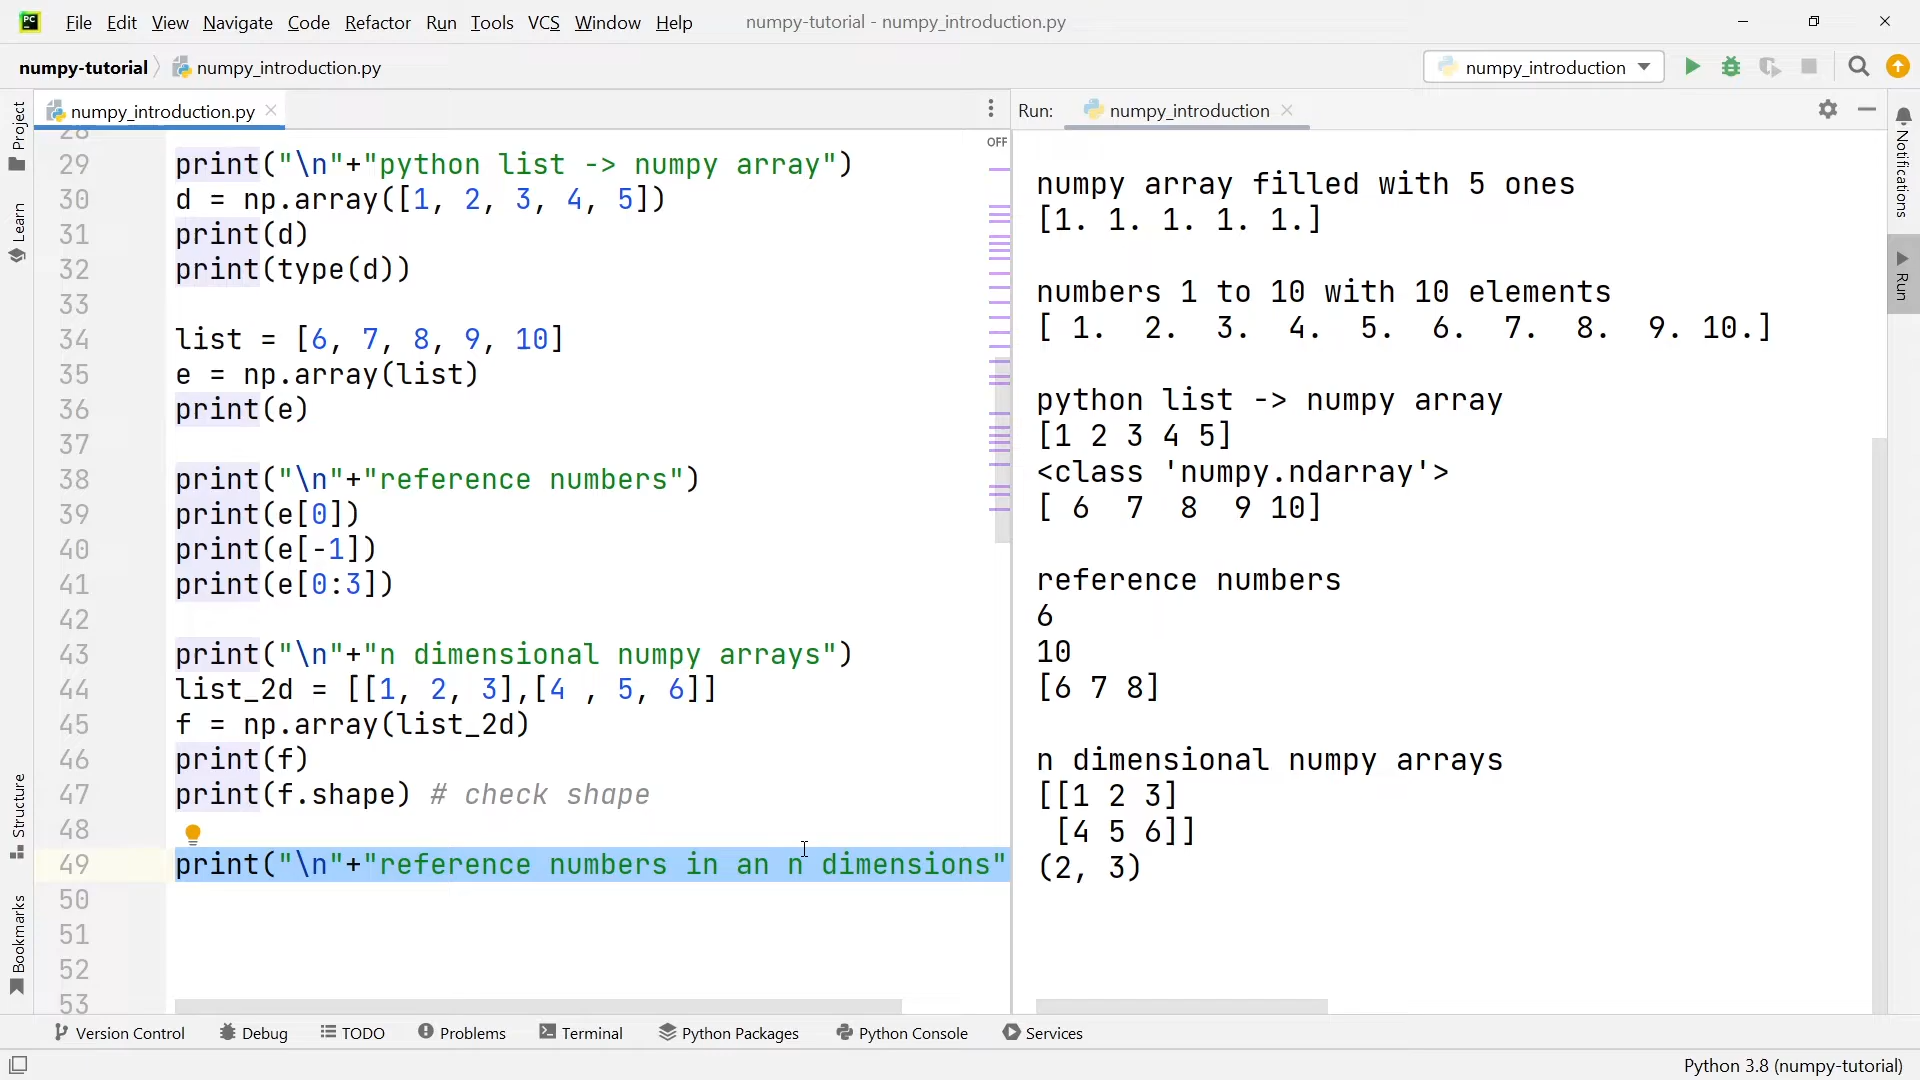 PC File Edit View Navigate Code Refactor Run Tools VCS Window Help numpy-tutorial - numpy_introduction.py
numpy-tutorial numpy_introduction.py numpy_introduction
Project
Learn
Structure
Bookmarks
numpy_introduction.py
OFF
28
29 print("\n"+"python list -> numpy array")
30 d = np.array([1, 2, 3, 4, 5])
31 print(d)
32 print(type(d))
33
34 list = [6, 7, 8, 9, 10]
35 e = np.array(list)
36 print(e)
37
38 print("\n"+"reference numbers")
39 print(e[0])
40 print(e[-1])
41 print(e[0:3])
42
43 print("\n"+"n dimensional numpy arrays")
44 list_2d = [[1, 2, 3],[4 , 5, 6]]
45 f = np.array(list_2d)
46 print(f)
47 print(f.shape) # check shape
48
49 print("\n"+"reference numbers in an n dimensions"
50
51
52
53
Run: numpy_introduction
numpy array filled with 5 ones
[1. 1. 1. 1. 1.]
numbers 1 to 10 with 10 elements
[ 1.  2.  3.  4.  5.  6.  7.  8.  9. 10.]
python list -> numpy array
[1 2 3 4 5]
<class 'numpy.ndarray'>
[ 6  7  8  9 10]
reference numbers
6
10
[6 7 8]
n dimensional numpy arrays
[[1 2 3]
 [4 5 6]]
(2, 3)
Notifications
Run
Version Control Debug TODO Problems Terminal Python Packages Python Console Services
Python 3.8 (numpy-tutorial)